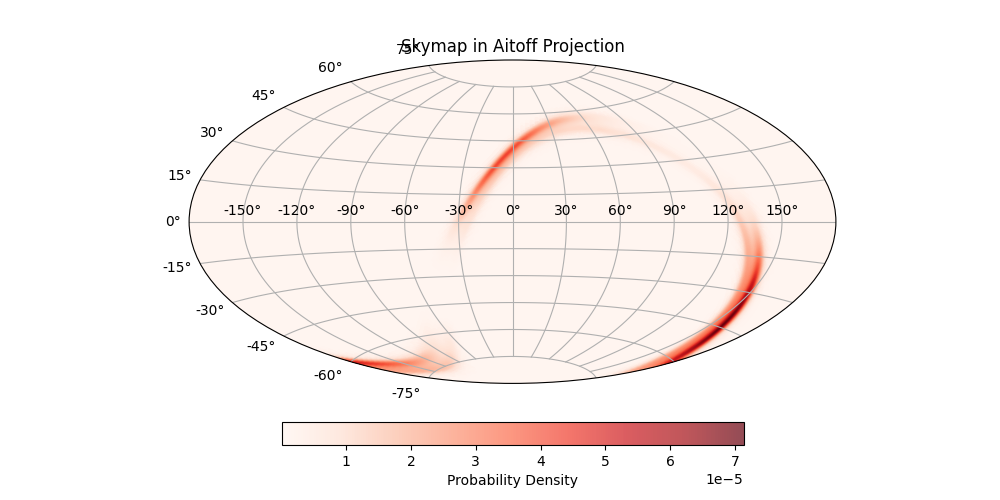 Skymap in Aitoff Projection
75°
60°
45°
30°
15°
-150° -120° -90° -60° -30° 0° 30° 60° 90° 120° 150°
0°
-15°
-30°
-45°
-60°
-75°
1 2 3 4 5 6 7
1e−5
Probability Density